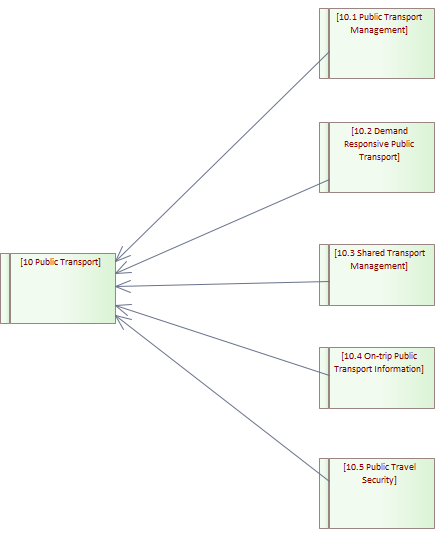 [10.1 Public Transport
Management]
[10.2 Demand
Responsive Public
Transport]
[10 Public Transport]
[10.3 Shared Transport
Management]
[10.4 On-trip Public
Transport Information]
[10.5 Public Travel
Security]